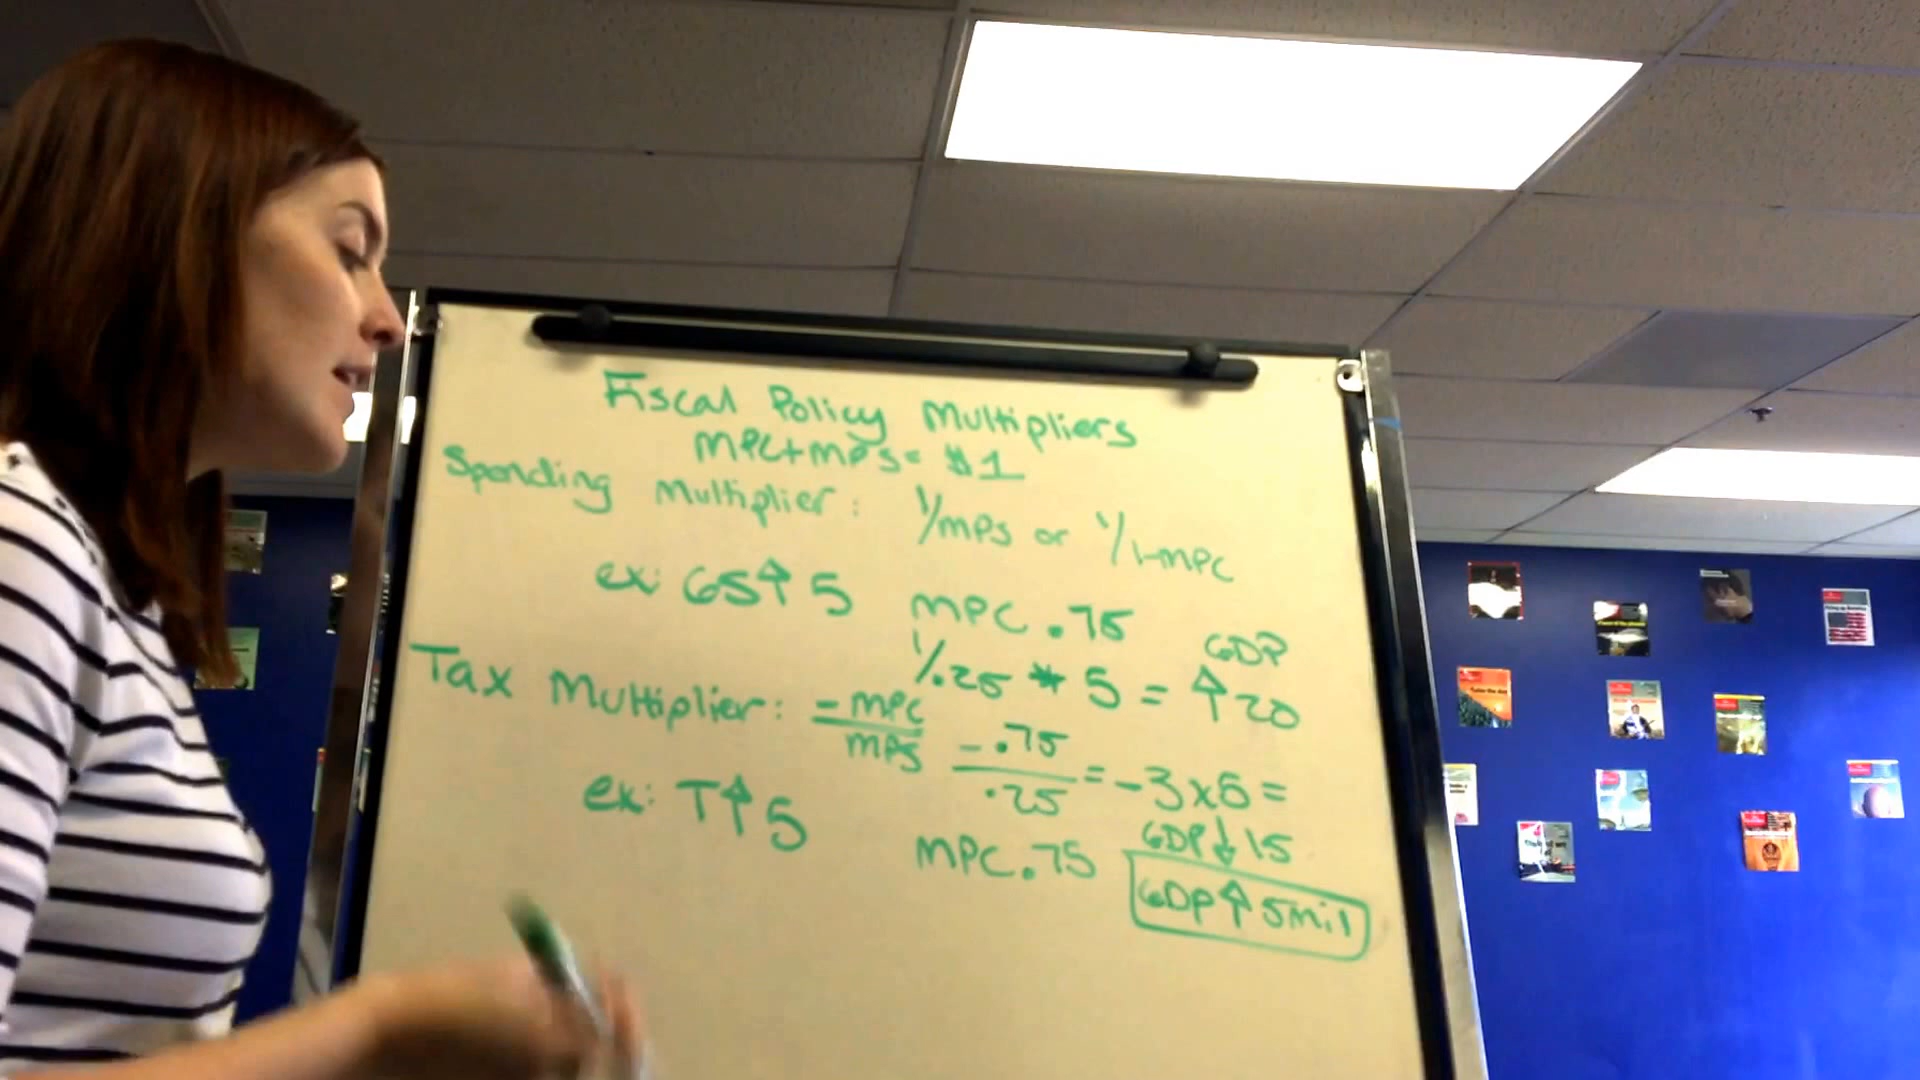 Fiscal Policy Multipliers
MPC+MPS= $1
Spending Multiplier: 1/MPS or 1/1-MPC
ex: GS↑ 5 MPC .75
1/.25 * 5 = ↑20
GDP
Tax Multiplier: -MPC/MPS
-.75/.25 = -3x5 =
ex: T↑5 MPC .75
GDP↓15
GDP↑5mil